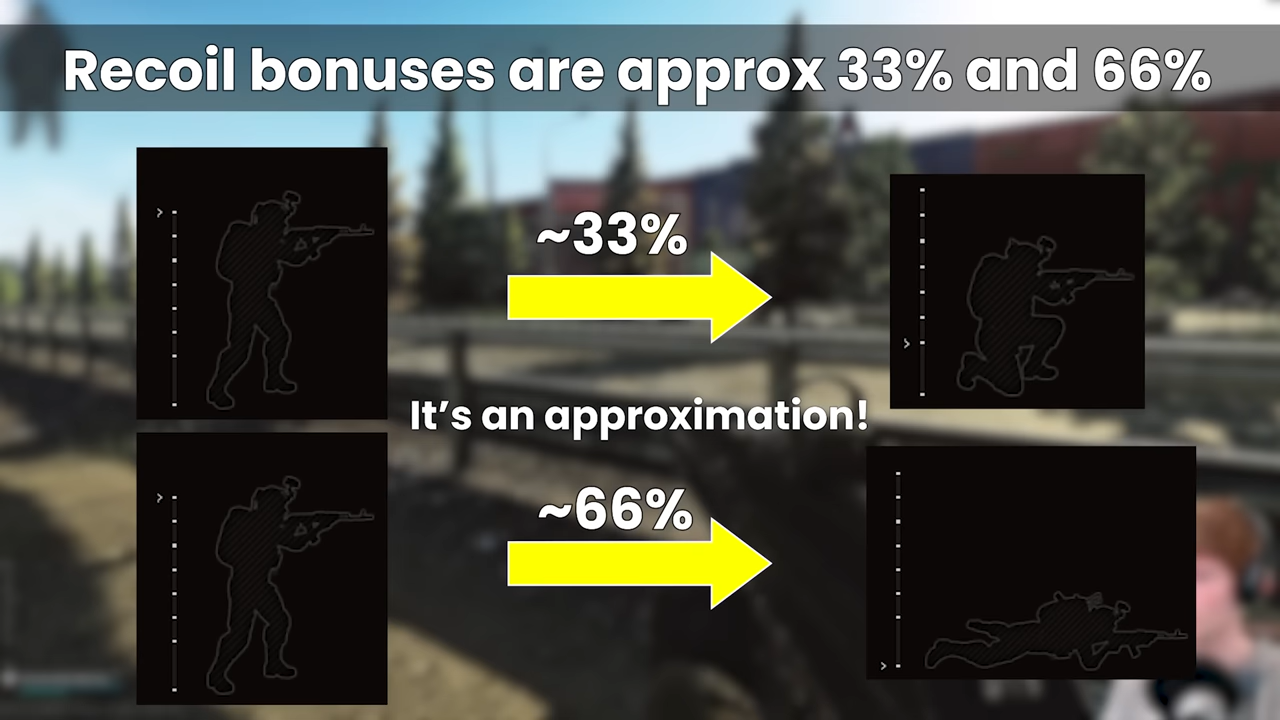 Recoil bonuses are approx 33% and 66%
~33%
It’s an approximation!
~66%